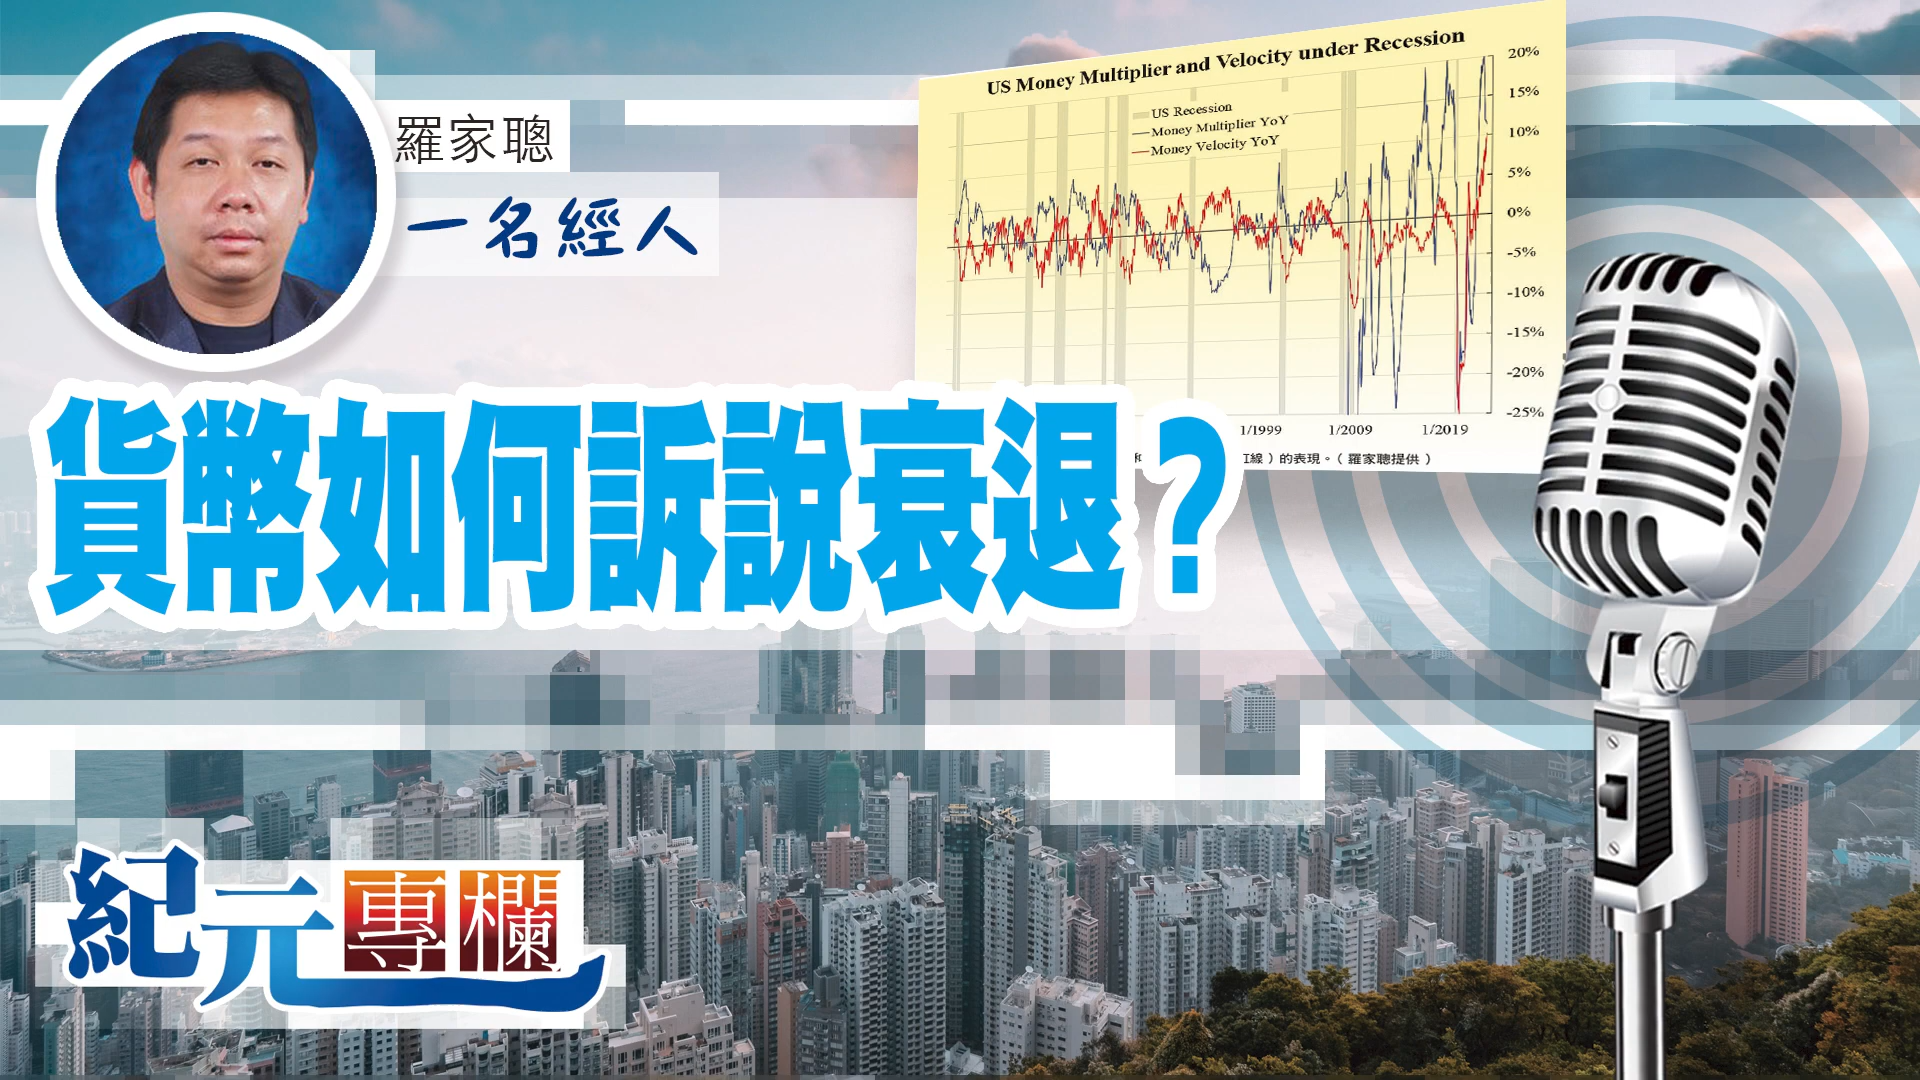 羅家聰
一名經人
US Money Multiplier and Velocity under Recession
US Recession
Money Multiplier YoY
Money Velocity YoY
20%
15%
10%
5%
0%
-5%
-10%
-15%
-20%
-25%
1/1999
1/2009
1/2019
紅線）的表現。（羅家聰提供）
貨幣如何訴說衰退？
紀元專欄